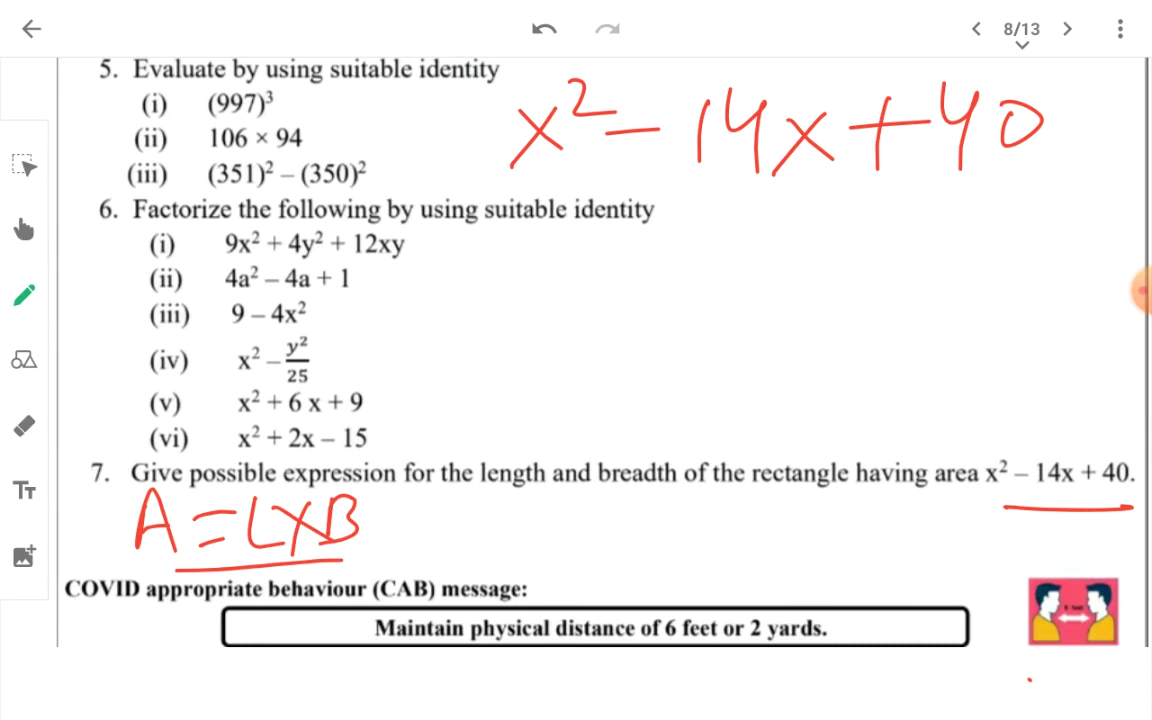 8/13
5. Evaluate by using suitable identity
(i) (997)³
(ii) 106 × 94
(iii) (351)² – (350)²
x² – 14x + 40
6. Factorize the following by using suitable identity
(i) 9x² + 4y² + 12xy
(ii) 4a² – 4a + 1
(iii) 9 – 4x²
(iv) x² – y²/25
(v) x² + 6 x + 9
(vi) x² + 2x – 15
7. Give possible expression for the length and breadth of the rectangle having area x² – 14x + 40.
A = L×B
COVID appropriate behaviour (CAB) message:
Maintain physical distance of 6 feet or 2 yards.